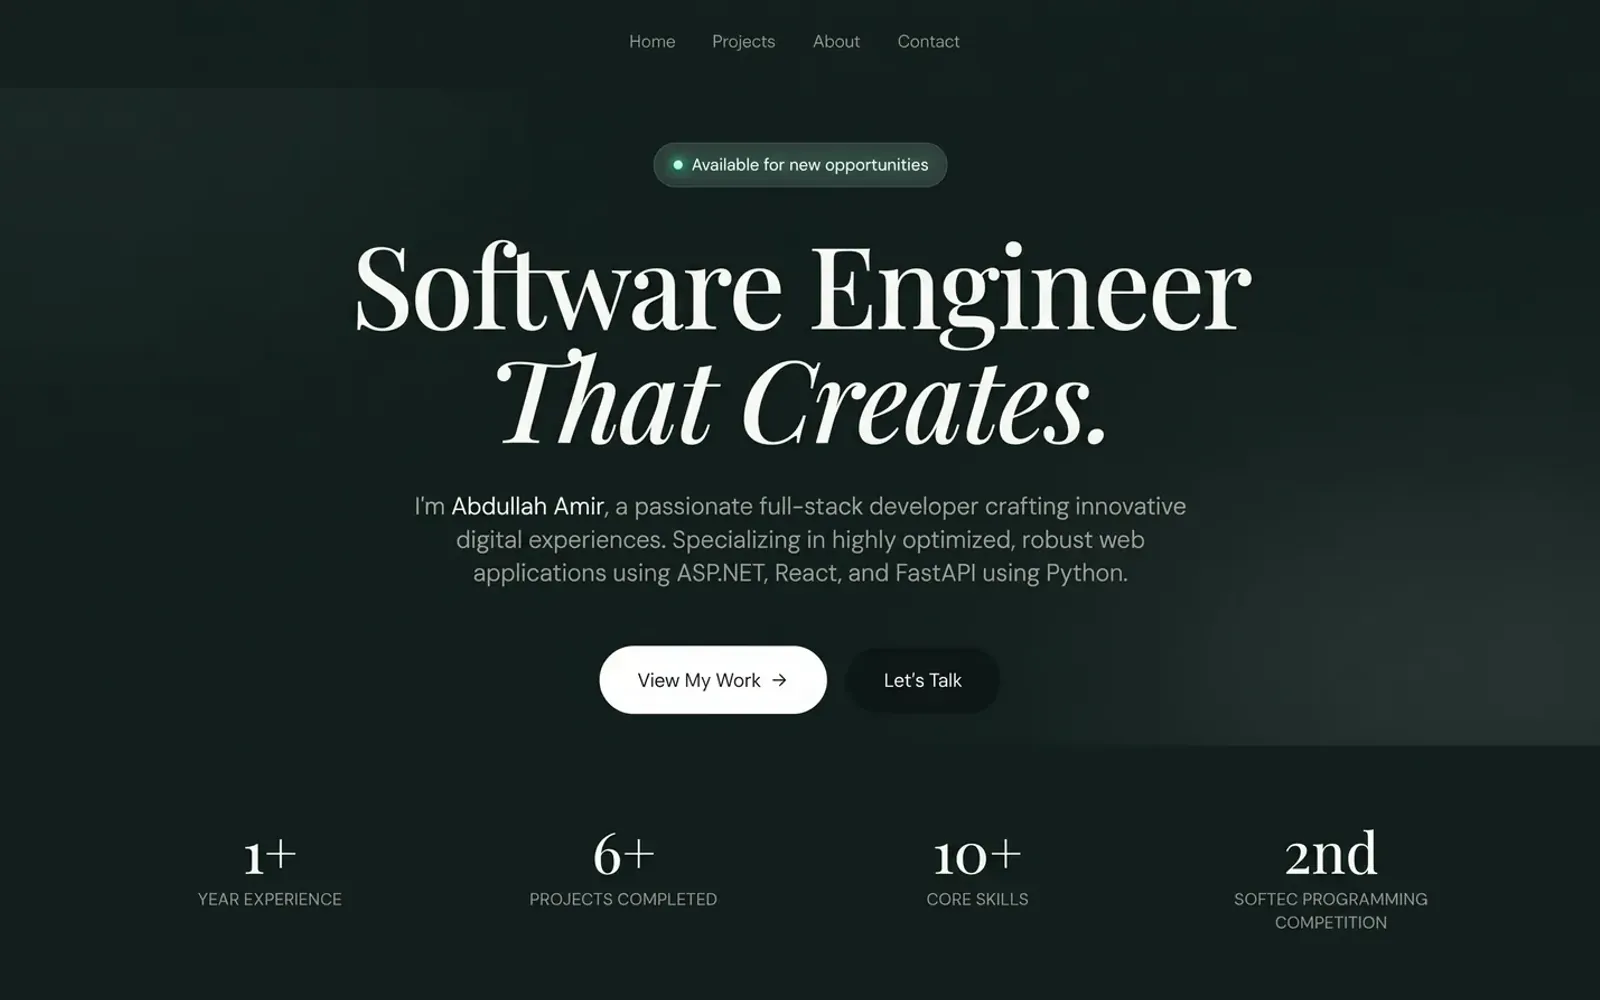 Home Projects About Contact
Available for new opportunities
Software Engineer
That Creates.
I'm Abdullah Amir, a passionate full-stack developer crafting innovative
digital experiences. Specializing in highly optimized, robust web
applications using ASP.NET, React, and FastAPI using Python.
View My Work → Let's Talk
1+
YEAR EXPERIENCE
6+
PROJECTS COMPLETED
10+
CORE SKILLS
2nd
SOFTEC PROGRAMMING
COMPETITION